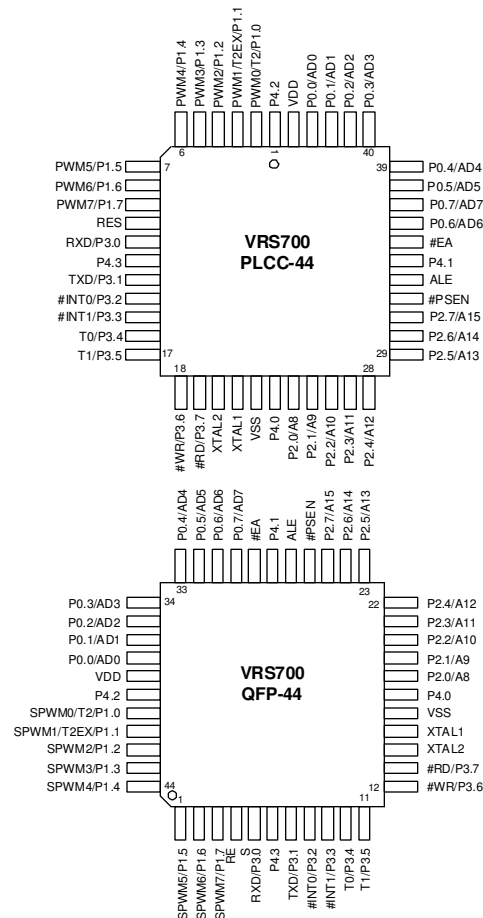 PWM4/P1.4
PWM3/P1.3
PWM2/P1.2
PWM1/T2EX/P1.1
PWM0/T2/P1.0
P4.2
VDD
P0.0/AD0
P0.1/AD1
P0.2/AD2
P0.3/AD3
6
1
40
PWM5/P1.5
PWM6/P1.6
PWM7/P1.7
RES
RXD/P3.0
P4.3
TXD/P3.1
#INT0/P3.2
#INT1/P3.3
T0/P3.4
T1/P3.5
7
17
VRS700
PLCC-44
39
29
P0.4/AD4
P0.5/AD5
P0.7/AD7
P0.6/AD6
#EA
P4.1
ALE
#PSEN
P2.7/A15
P2.6/A14
P2.5/A13
18
28
#WR/P3.6
#RD/P3.7
XTAL2
XTAL1
VSS
P4.0
P2.0/A8
P2.1/A9
P2.2/A10
P2.3/A11
P2.4/A12
P0.4/AD4
P0.5/AD5
P0.6/AD6
P0.7/AD7
#EA
P4.1
ALE
#PSEN
P2.7/A15
P2.6/A14
P2.5/A13
33
23
P0.3/AD3
P0.2/AD2
P0.1/AD1
P0.0/AD0
VDD
P4.2
SPWM0/T2/P1.0
SPWM1/T2EX/P1.1
SPWM2/P1.2
SPWM3/P1.3
SPWM4/P1.4
34
44
VRS700
QFP-44
22
12
P2.4/A12
P2.3/A11
P2.2/A10
P2.1/A9
P2.0/A8
P4.0
VSS
XTAL1
XTAL2
#RD/P3.7
#WR/P3.6
1
11
SPWM5/P1.5
SPWM6/P1.6
SPWM7/P1.7
RE
S
RXD/P3.0
P4.3
TXD/P3.1
#INT0/P3.2
#INT1/P3.3
T0/P3.4
T1/P3.5